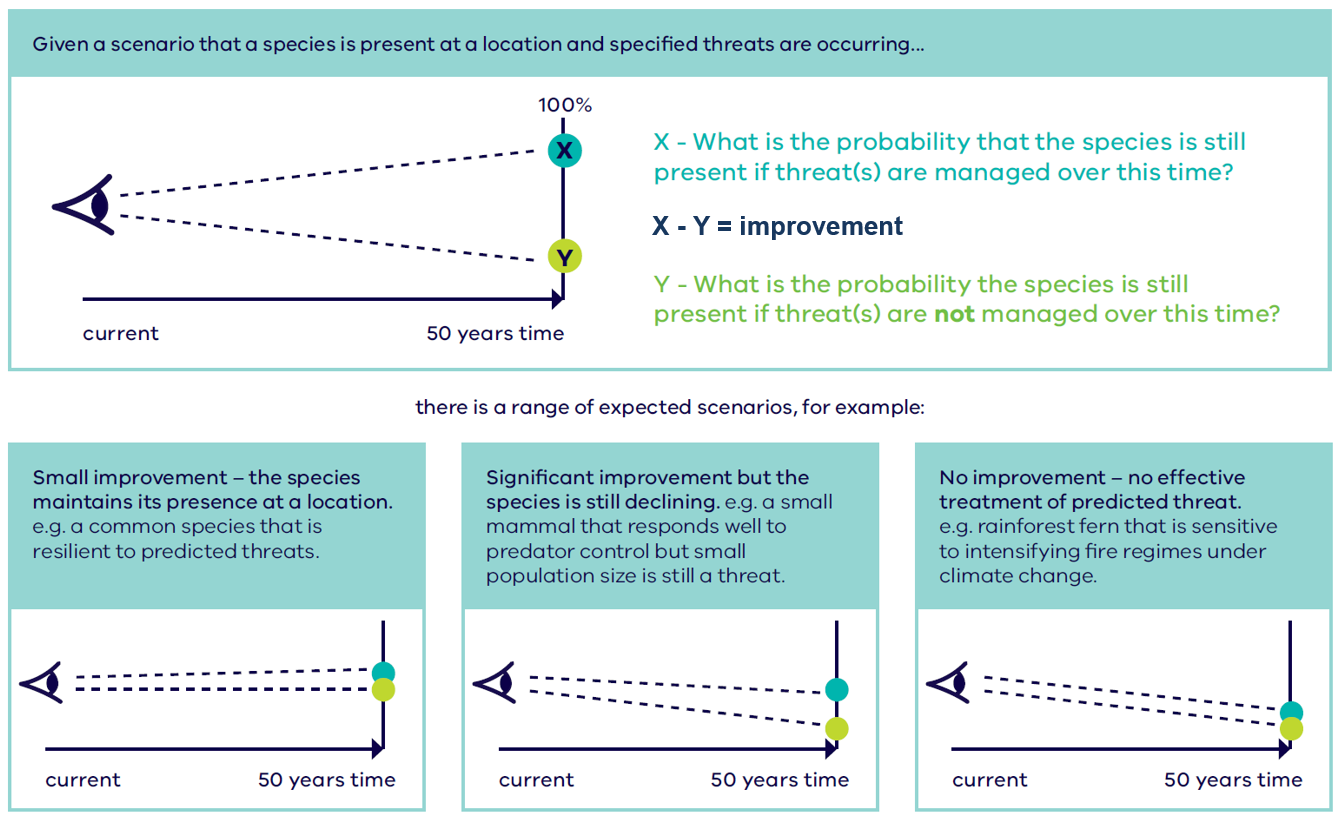 Given a scenario that a species is present at a location and specified threats are occurring...
100%
X
X - What is the probability that the species is still
present if threat(s) are managed over this time?
X - Y = improvement
Y
Y - What is the probability the species is still
present if threat(s) are not managed over this time?
current
50 years time
there is a range of expected scenarios, for example:
Small improvement – the species
maintains its presence at a location.
e.g. a common species that is
resilient to predicted threats.
current
50 years time
Significant improvement but the
species is still declining. e.g. a small
mammal that responds well to
predator control but small
population size is still a threat.
current
50 years time
No improvement – no effective
treatment of predicted threat.
e.g. rainforest fern that is sensitive
to intensifying fire regimes under
climate change.
current
50 years time